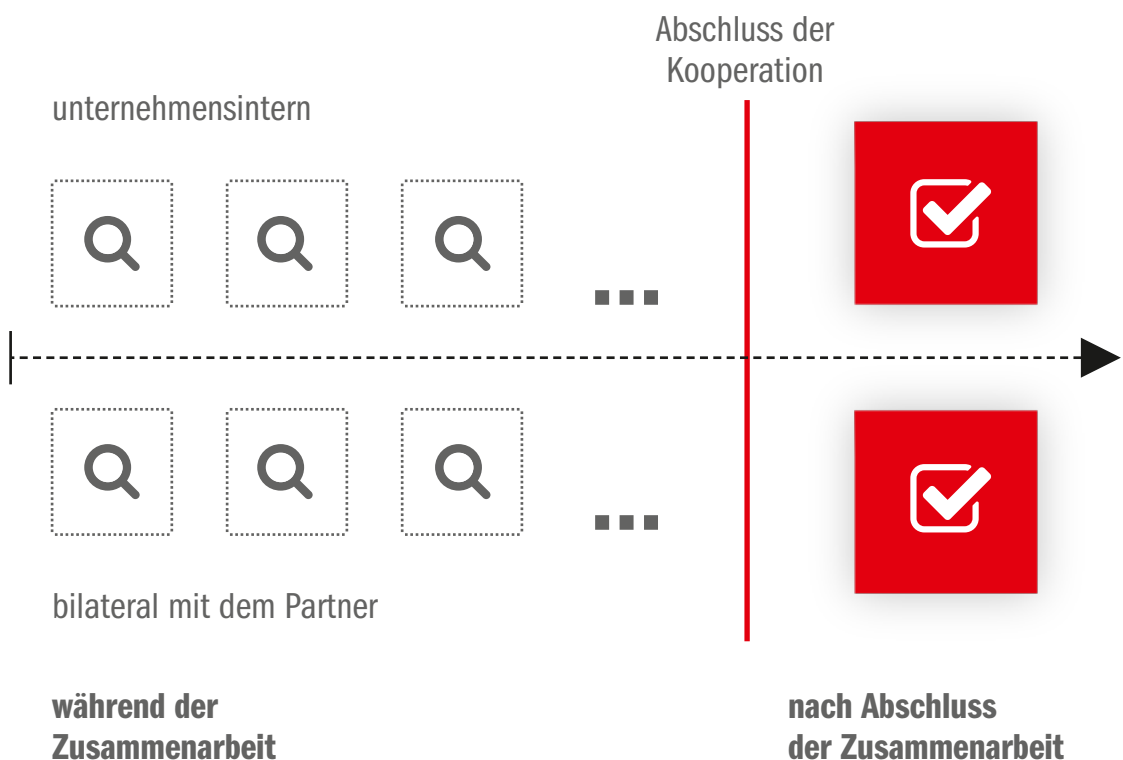 Abschluss der
Kooperation
unternehmensintern
bilateral mit dem Partner
während der
Zusammenarbeit
nach Abschluss
der Zusammenarbeit